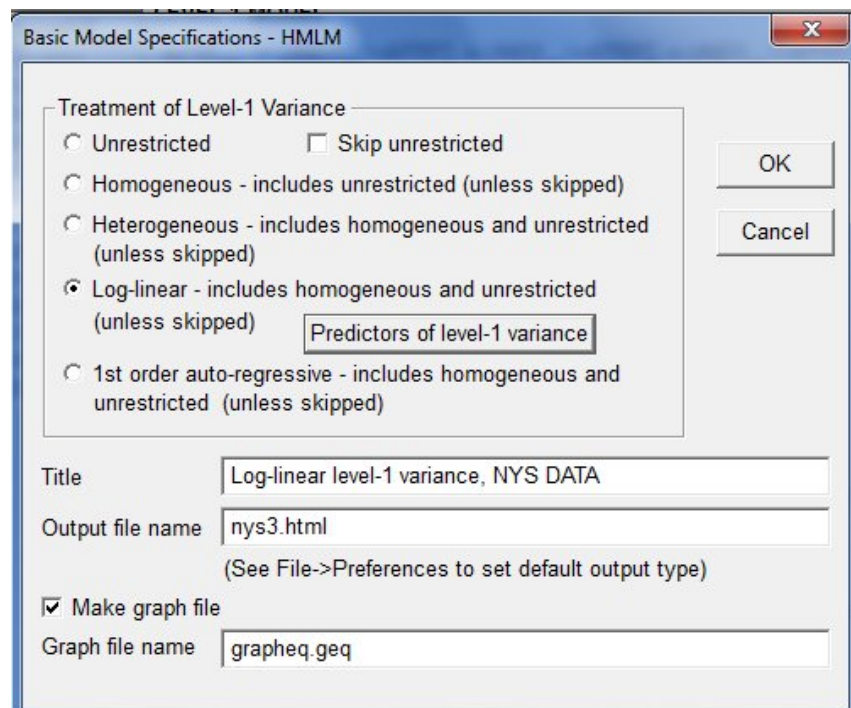 LEVEL 1 MODEL
Basic Model Specifications - HMLM
Treatment of Level-1 Variance
Unrestricted
Skip unrestricted
Homogeneous - includes unrestricted (unless skipped)
Heterogeneous - includes homogeneous and unrestricted
(unless skipped)
Log-linear - includes homogeneous and unrestricted
(unless skipped)
Predictors of level-1 variance
1st order auto-regressive - includes homogeneous and
unrestricted (unless skipped)
OK
Cancel
Title
Log-linear level-1 variance, NYS DATA
Output file name
nys3.html
(See File->Preferences to set default output type)
Make graph file
Graph file name
grapheq.geq